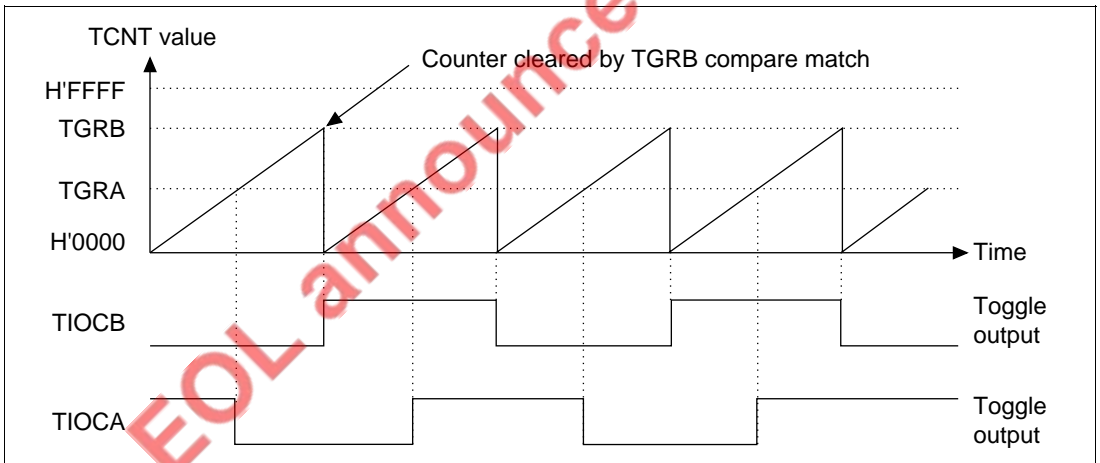 TCNT value
Counter cleared by TGRB compare match
H'FFFF
TGRB
TGRA
H'0000
Time
TIOCB
Toggle
output
TIOCA
Toggle
output
EOL announce